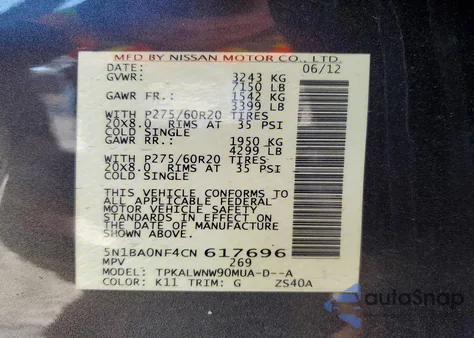 MFD BY NISSAN MOTOR CO., LTD.
DATE: 06/12
GVWR: 3243 KG
7150 LB
GAWR FR.: 1542 KG
3399 LB
WITH P275/60R20 TIRES
20X8.0 RIMS AT 35 PSI
COLD SINGLE
GAWR RR.: 1950 KG
4299 LB
WITH P275/60R20 TIRES
20X8.0 RIMS AT 35 PSI
COLD SINGLE
THIS VEHICLE CONFORMS TO
ALL APPLICABLE FEDERAL
MOTOR VEHICLE SAFETY
STANDARDS IN EFFECT ON
THE DATE OF MANUFACTURE
SHOWN ABOVE.
5N1BA0NF4CN 617696
MPV 269
MODEL: TPKALWNW90MUA-D--A
COLOR: K11 TRIM: G ZS40A
autoSnap